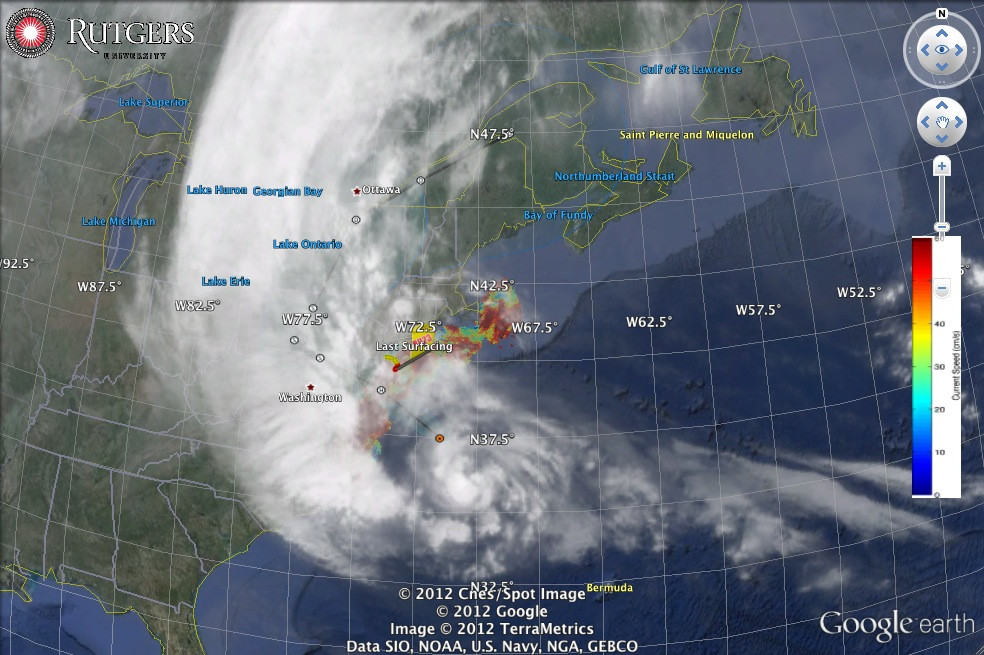 RUTGERS
UNIVERSITY
N
Gulf of St Lawrence
Lake Superior
N47.5°
Saint Pierre and Miquelon
Northumberland Strait
Lake Huron
Georgian Bay
Ottawa
Lake Michigan
Bay of Fundy
Lake Ontario
W92.5°
Lake Erie
W87.5°
N42.5°
W82.5°
W52.5°
W57.5°
W77.5°
W72.5°
W67.5°
W62.5°
Last Surfacing
40
30
20
10
0
Current Speed (cm/s)
Washington
N37.5°
N32.5°
Bermuda
© 2012 Cnes/Spot Image
© 2012 Google
Image © 2012 TerraMetrics
Data SIO, NOAA, U.S. Navy, NGA, GEBCO
Google earth